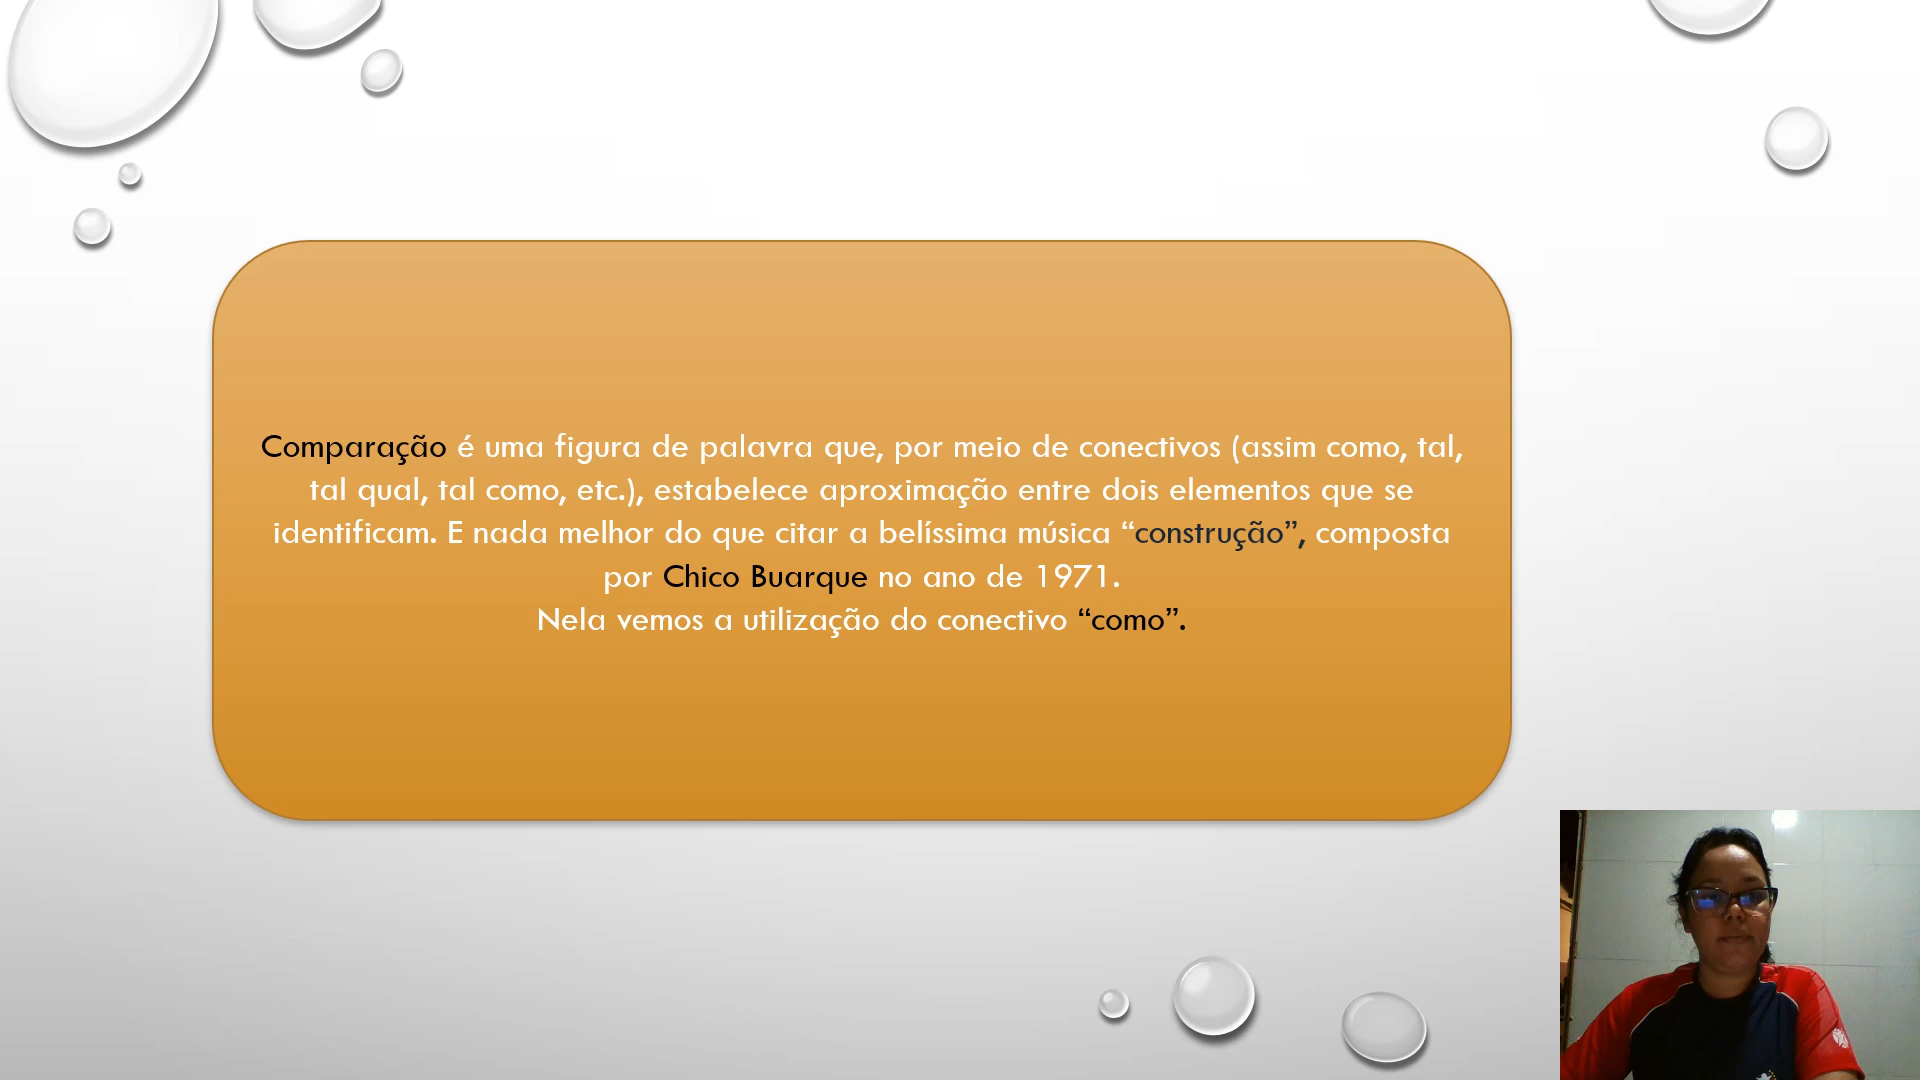 Comparação é uma figura de palavra que, por meio de conectivos (assim como, tal,
tal qual, tal como, etc.), estabelece aproximação entre dois elementos que se
identificam. E nada melhor do que citar a belíssima música “construção”, composta
por Chico Buarque no ano de 1971.
Nela vemos a utilização do conectivo “como”.